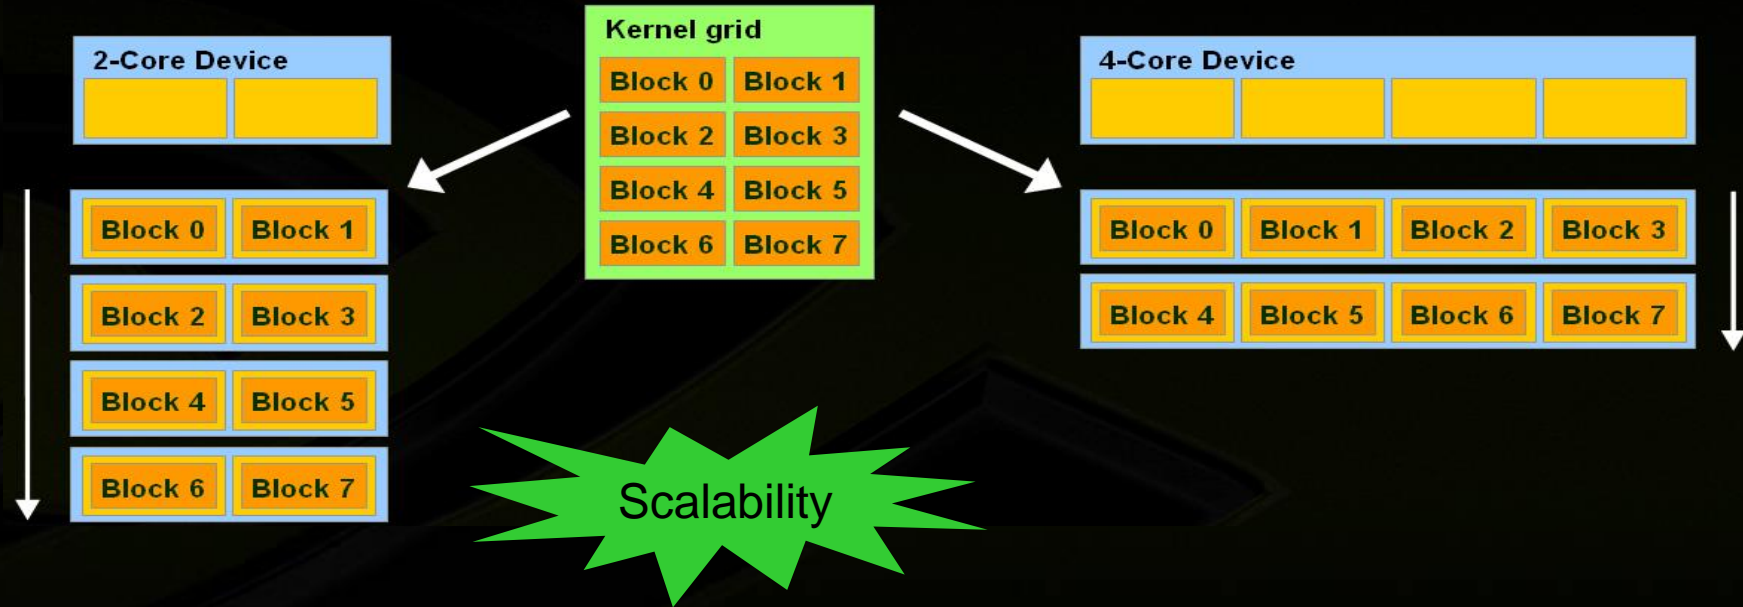 2-Core Device
Kernel grid
Block 0 Block 1
Block 2 Block 3
Block 4 Block 5
Block 6 Block 7
4-Core Device
Block 0 Block 1
Block 2 Block 3
Block 4 Block 5
Block 6 Block 7
Block 0 Block 1 Block 2 Block 3
Block 4 Block 5 Block 6 Block 7
Scalability